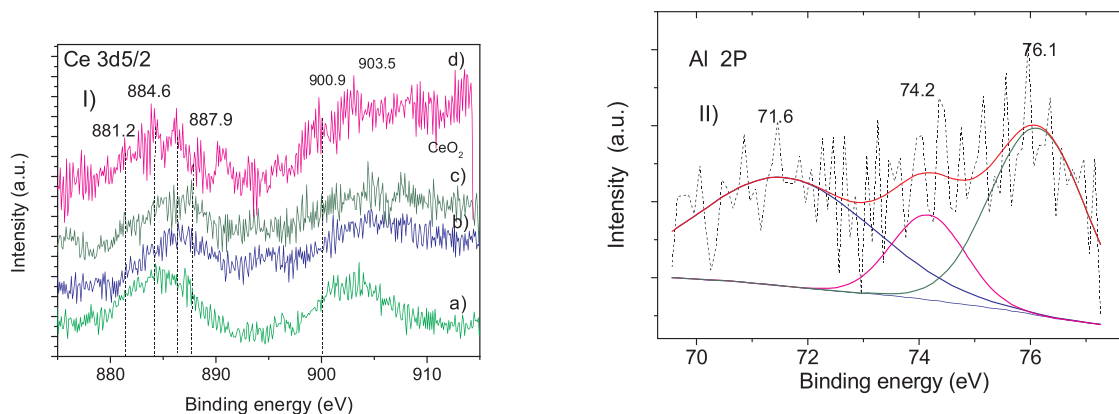 Ce 3d5/2
d)
I)
884.6
900.9
903.5
881.2
887.9
CeO2
c)
b)
a)
Intensity (a.u.)
880
890
900
910
Binding energy (eV)
Al 2P
76.1
74.2
II)
71.6
Intensity (a.u.)
70
72
74
76
Binding energy (eV)